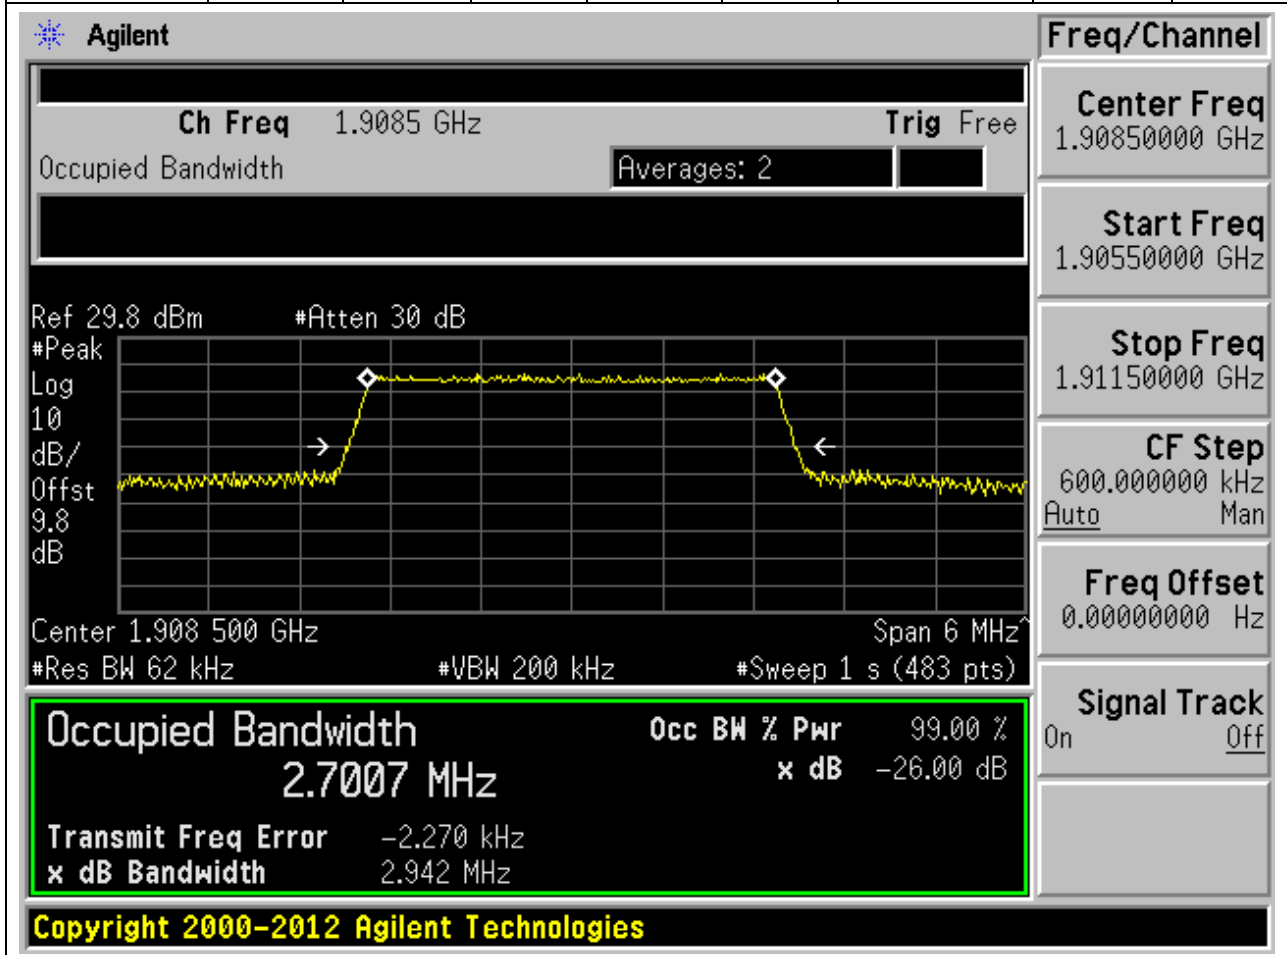 Agilent
Freq/Channel
Ch Freq 1.9085 GHz Trig Free
Occupied Bandwidth Averages: 2
Center Freq
1.90850000 GHz
Start Freq
1.90550000 GHz
Stop Freq
1.91150000 GHz
CF Step
600.000000 kHz
Auto Man
Freq Offset
0.00000000 Hz
Signal Track
On Off
Ref 29.8 dBm #Atten 30 dB
#Peak
Log
10
dB/
Offst
9.8
dB
Center 1.908 500 GHz Span 6 MHz^
#Res BW 62 kHz #VBW 200 kHz #Sweep 1 s (483 pts)
Occupied Bandwidth Occ BW % Pwr 99.00 %
2.7007 MHz x dB -26.00 dB
Transmit Freq Error -2.270 kHz
x dB Bandwidth 2.942 MHz
Copyright 2000-2012 Agilent Technologies